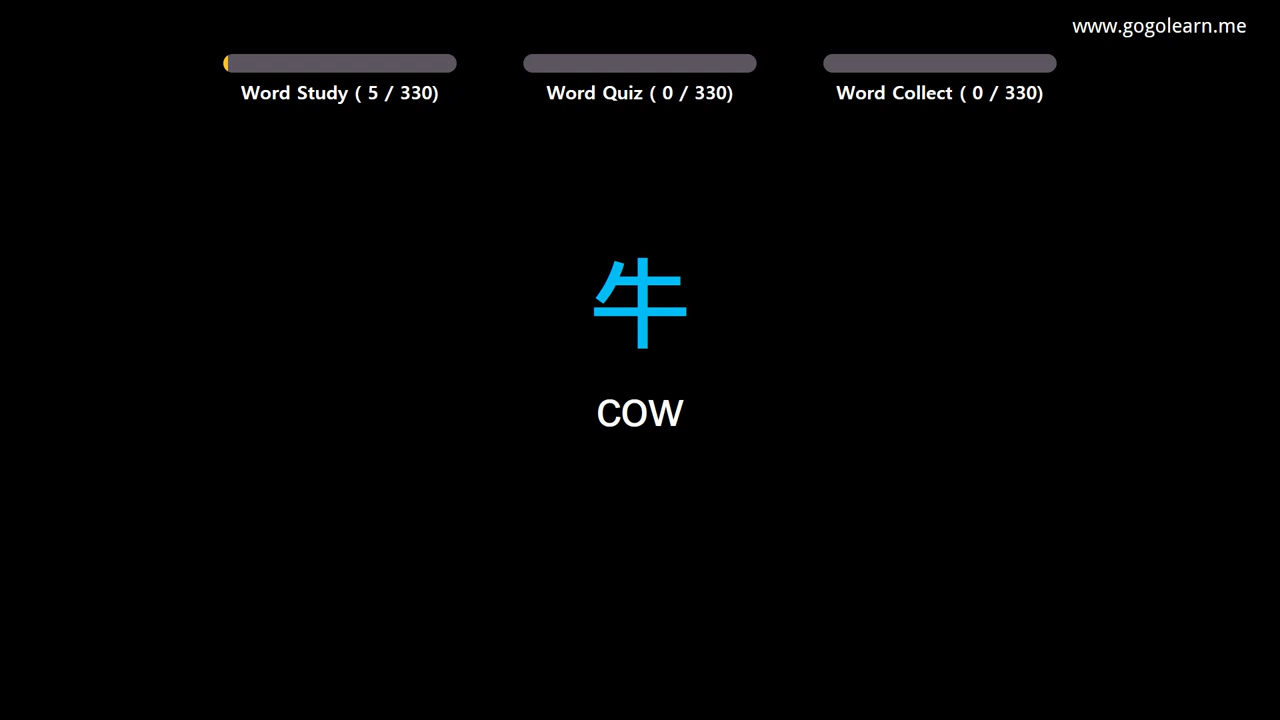 www.gogolearn.me
Word Study ( 5 / 330)
Word Quiz ( 0 / 330)
Word Collect ( 0 / 330)
牛
cow